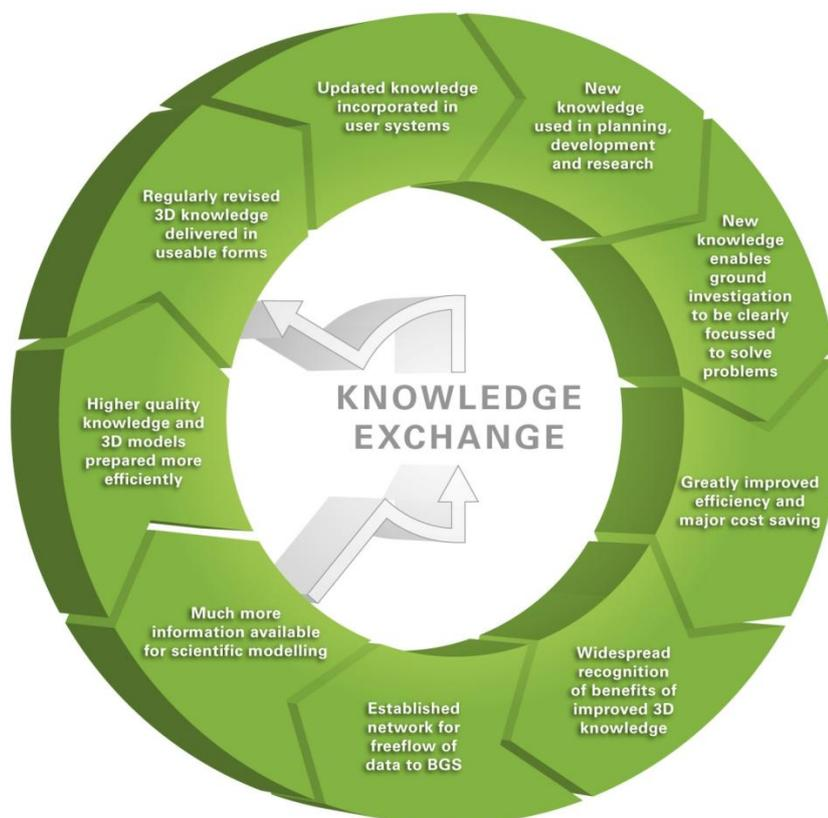 Updated knowledge
incorporated in
user systems
New
knowledge
used in planning,
development
and research
New
knowledge
enables
ground
investigation
to be clearly
focussed
to solve
problems
Greatly improved
efficiency and
major cost saving
Widespread
recognition
of benefits of
improved 3D
knowledge
Established
network for
freeflow of
data to BGS
Much more
information available
for scientific modelling
Higher quality
knowledge and
3D models
prepared more
efficiently
Regularly revised
3D knowledge
delivered in
useable forms
KNOWLEDGE
EXCHANGE